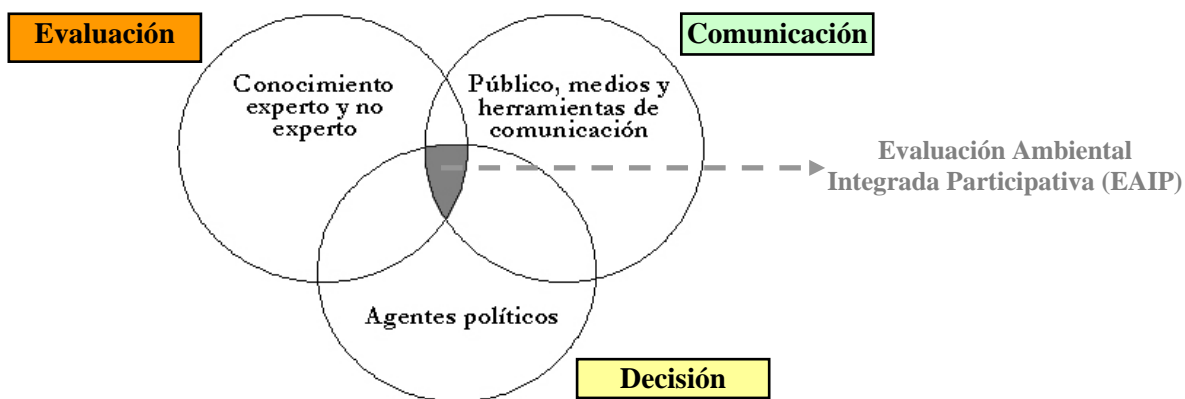 Evaluación
Comunicación
Conocimiento
experto y no
experto
Público, medios y
herramientas de
comunicación
Evaluación Ambiental
Integrada Participativa (EAIP)
Agentes políticos
Decisión